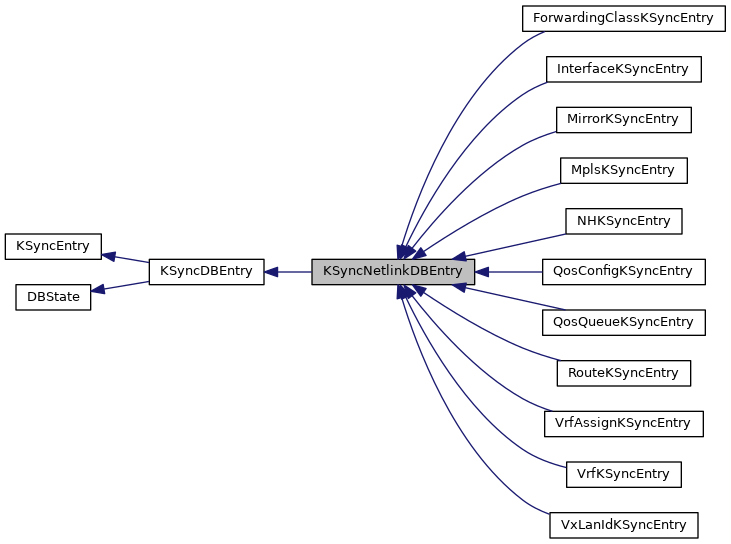 ForwardingClassKSyncEntry
InterfaceKSyncEntry
MirrorKSyncEntry
MplsKSyncEntry
NHKSyncEntry
KSyncEntry
KSyncDBEntry
KSyncNetlinkDBEntry
QosConfigKSyncEntry
DBState
QosQueueKSyncEntry
RouteKSyncEntry
VrfAssignKSyncEntry
VrfKSyncEntry
VxLanIdKSyncEntry